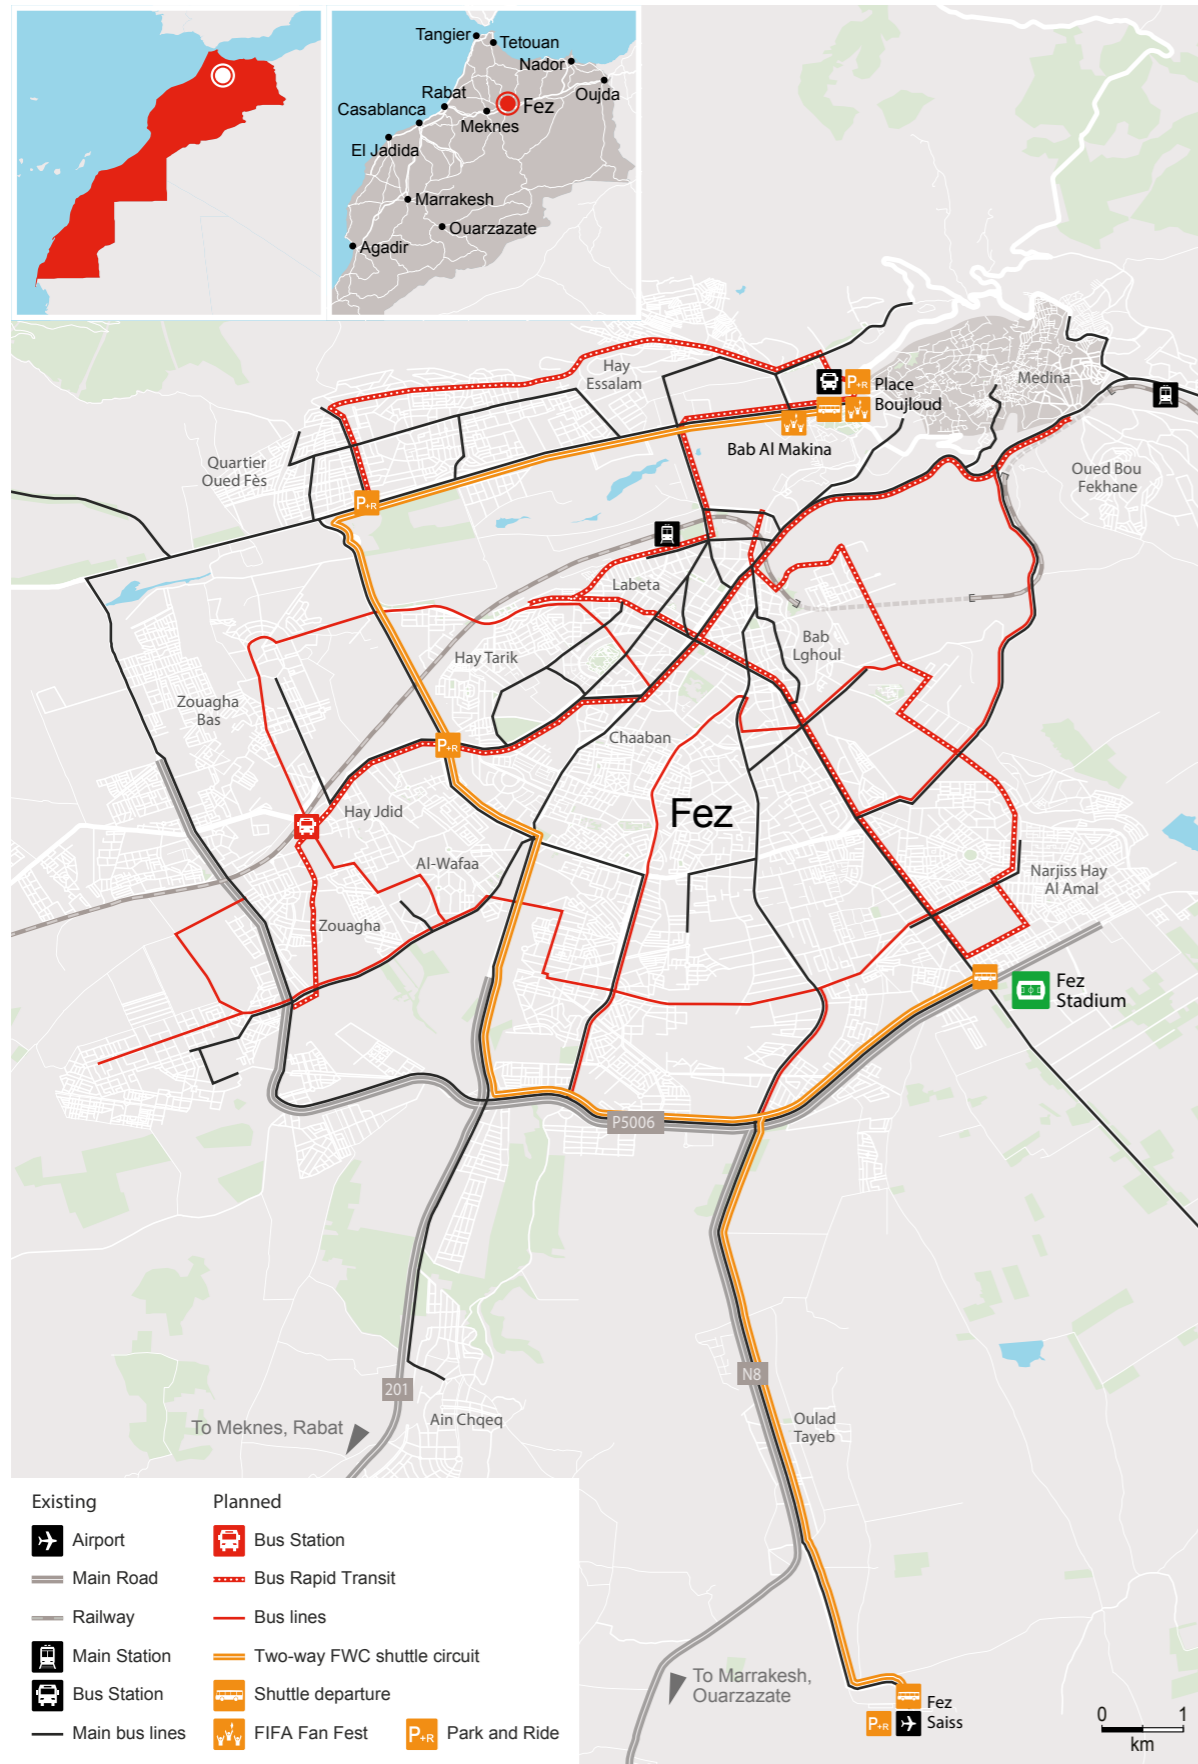 Tangier
Tetouan
Nador
Oujda
Rabat
Fez
Casablanca
Meknes
El Jadida
Marrakesh
Ouarzazate
Agadir
Hay
Essalam
Medina
P+R
Place
Boujloud
Bab Al Makina
Quartier
Oued Fès
P+R
Oued Bou
Fekhane
Labeta
Bab
Lghoul
Hay Tarik
Zouagha
Bas
P+R
Chaaban
Hay Jdid
Fez
Al-Wafaa
Narjiss Hay
Al Amal
Zouagha
Fez
Stadium
P5006
N8
201
Ain Chqeq
To Meknes, Rabat
Oulad
Tayeb
To Marrakesh,
Ouarzazate
Fez
Saiss
P+R
0 1
km
Existing Planned
Airport Bus Station
Main Road Bus Rapid Transit
Railway Bus lines
Main Station Two-way FWC shuttle circuit
Bus Station Shuttle departure
Main bus lines FIFA Fan Fest P+R Park and Ride